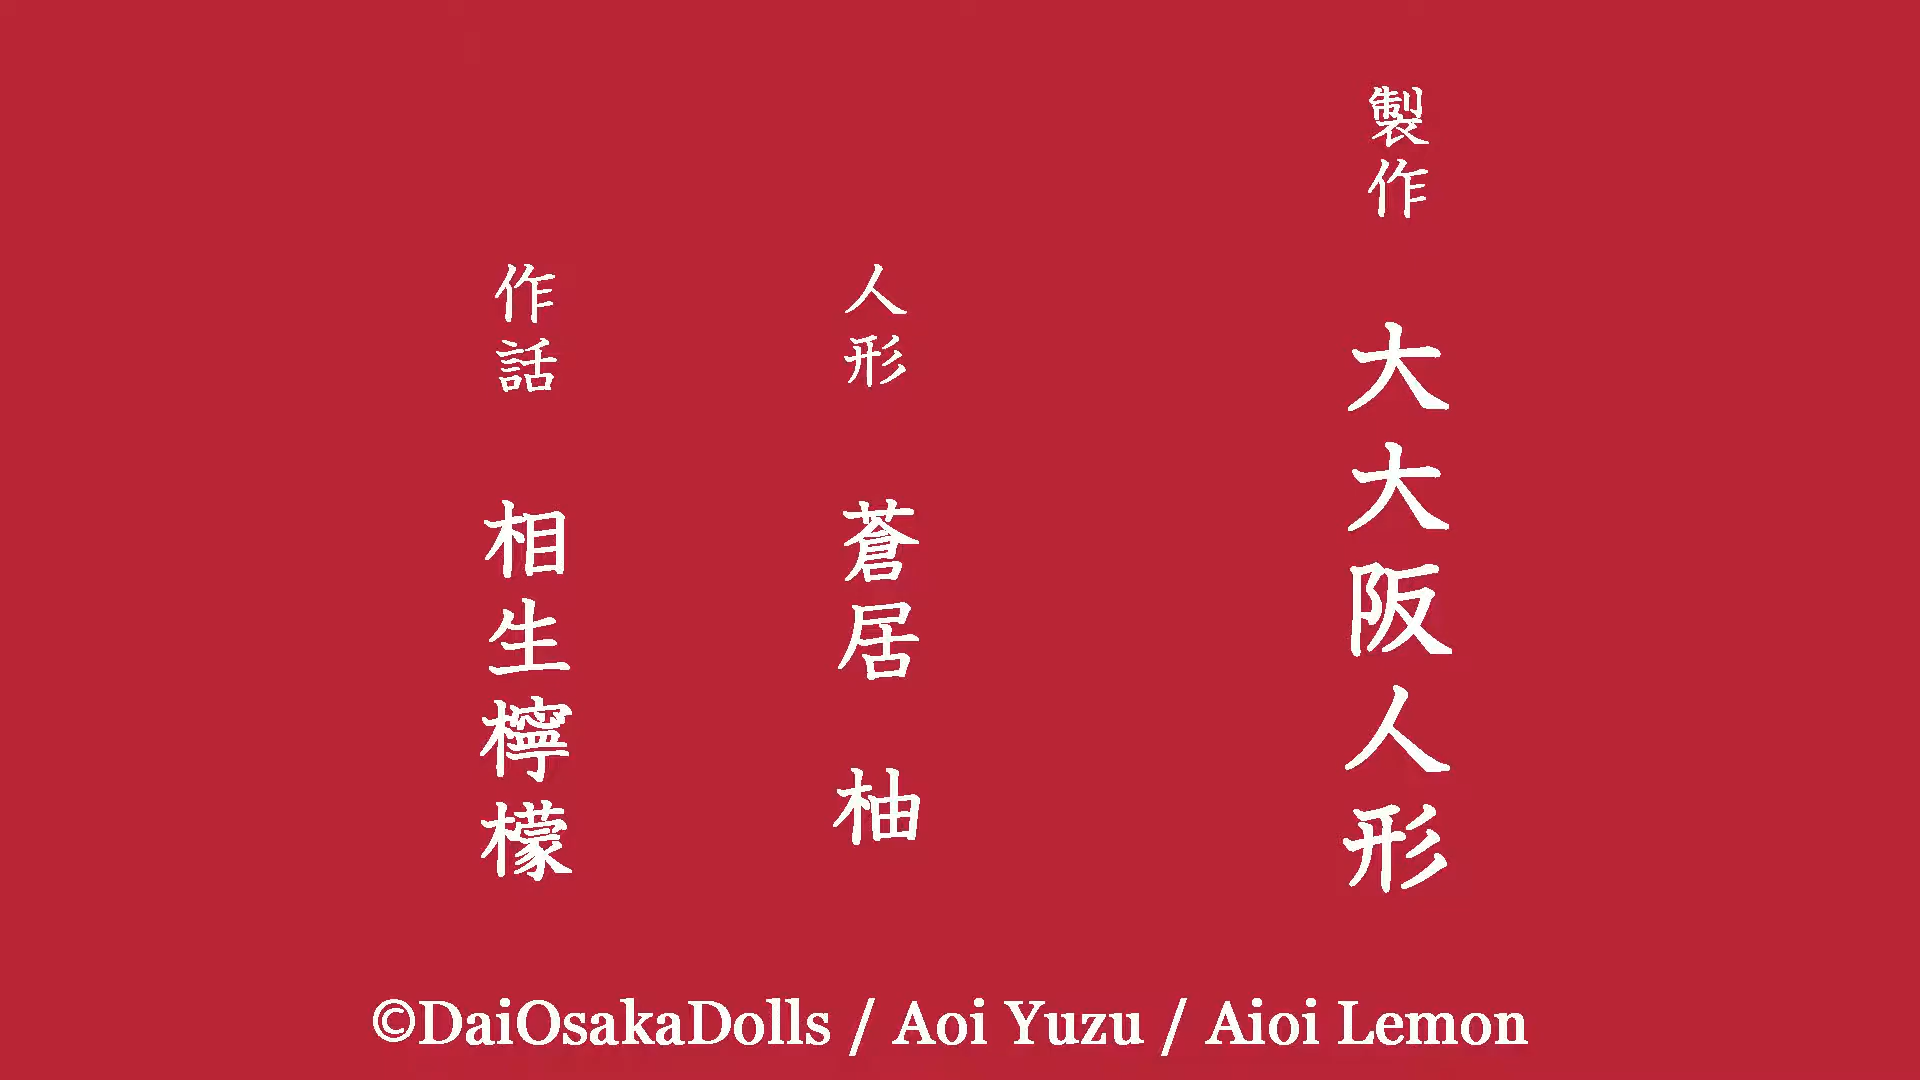 製作 大大阪人形
人形 蒼居 柚
作話 相生檸檬
©DaiOsakaDolls / Aoi Yuzu / Aioi Lemon